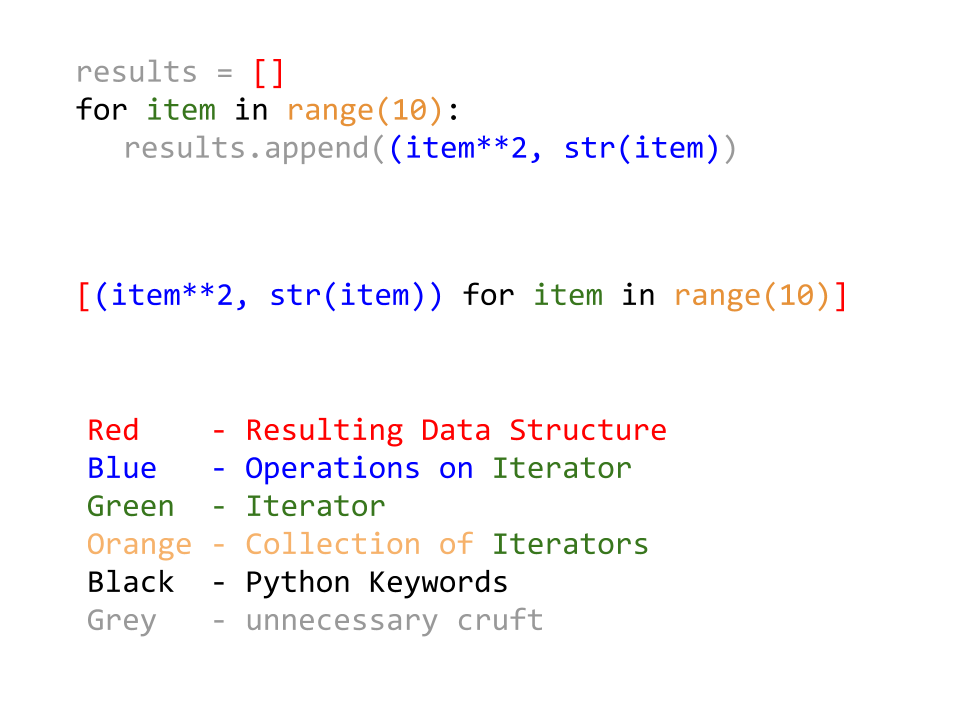 results = []
for item in range(10):
results.append((item**2, str(item))
[(item**2, str(item)) for item in range(10)]
Red - Resulting Data Structure
Blue - Operations on Iterator
Green - Iterator
Orange - Collection of Iterators
Black - Python Keywords
Grey - unnecessary cruft